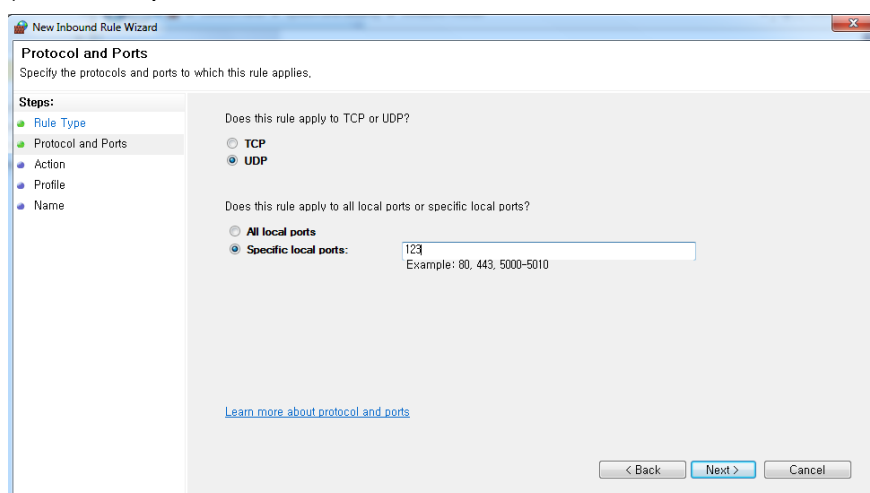 New Inbound Rule Wizard
Protocol and Ports
Specify the protocols and ports to which this rule applies.
Steps:
Rule Type
Protocol and Ports
Action
Profile
Name
Does this rule apply to TCP or UDP?
TCP
UDP
Does this rule apply to all local ports or specific local ports?
All local ports
Specific local ports: 123
Example: 80, 443, 5000-5010
Learn more about protocol and ports
< Back Next > Cancel